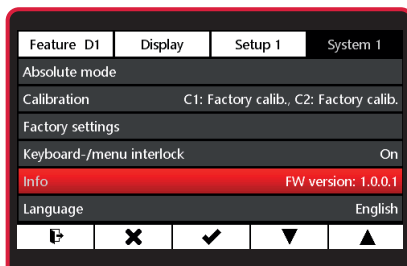 Feature D1 Display Setup 1 System 1
Absolute mode
Calibration C1: Factory calib., C2: Factory calib.
Factory settings
Keyboard-/menu interlock On
Info FW version: 1.0.0.1
Language English